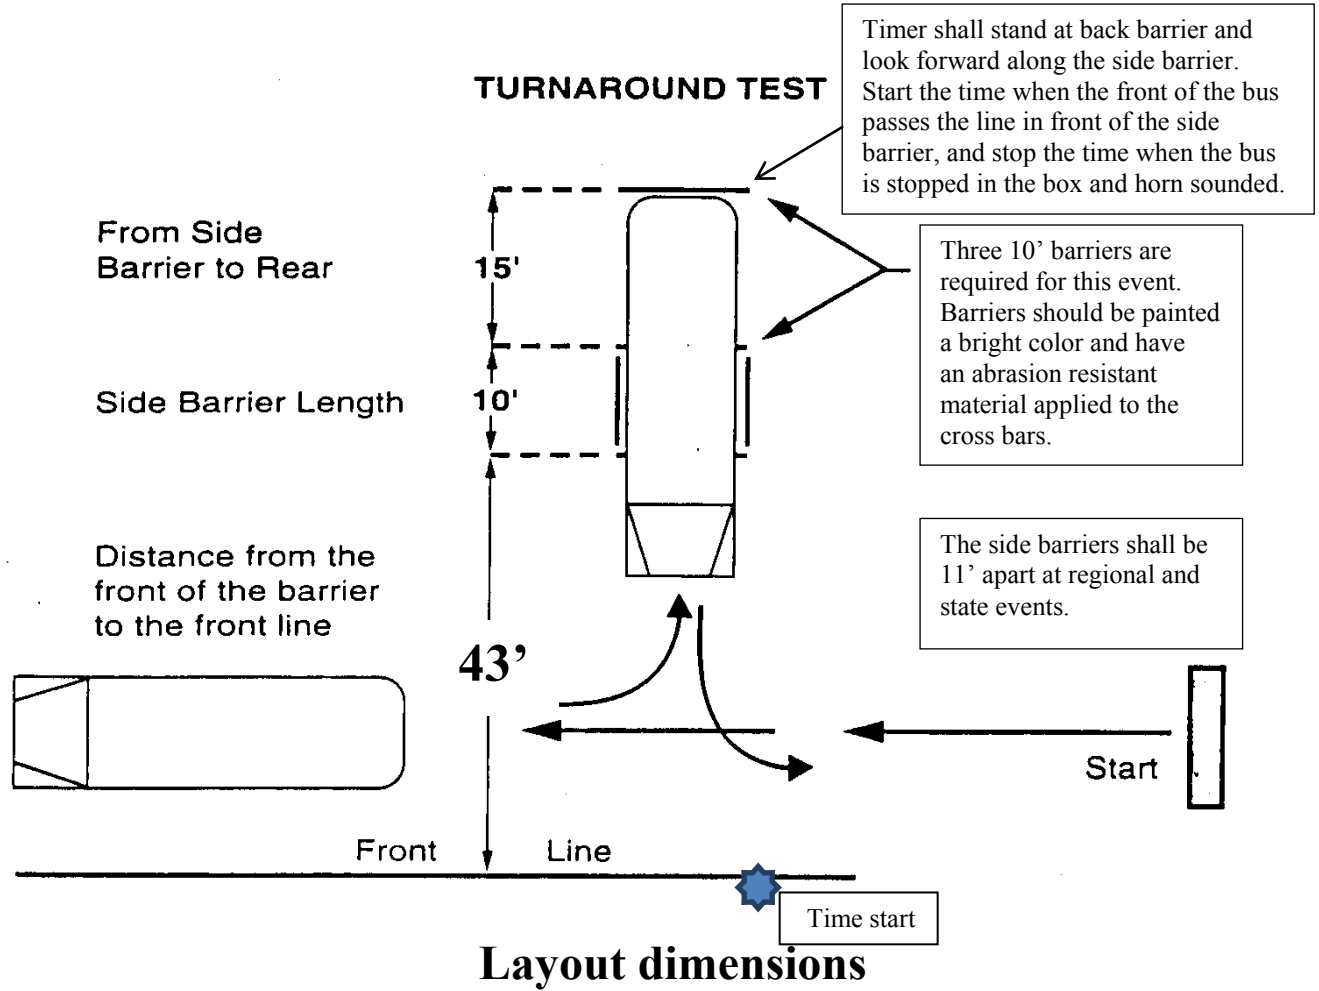 TURNAROUND TEST
Timer shall stand at back barrier and
look forward along the side barrier.
Start the time when the front of the bus
passes the line in front of the side
barrier, and stop the time when the bus
is stopped in the box and horn sounded.
From Side
Barrier to Rear
15'
Three 10’ barriers are
required for this event.
Barriers should be painted
a bright color and have
an abrasion resistant
material applied to the
cross bars.
Side Barrier Length
10'
The side barriers shall be
11’ apart at regional and
state events.
Distance from the
front of the barrier
to the front line
43’
Start
Front Line
Time start
Layout dimensions